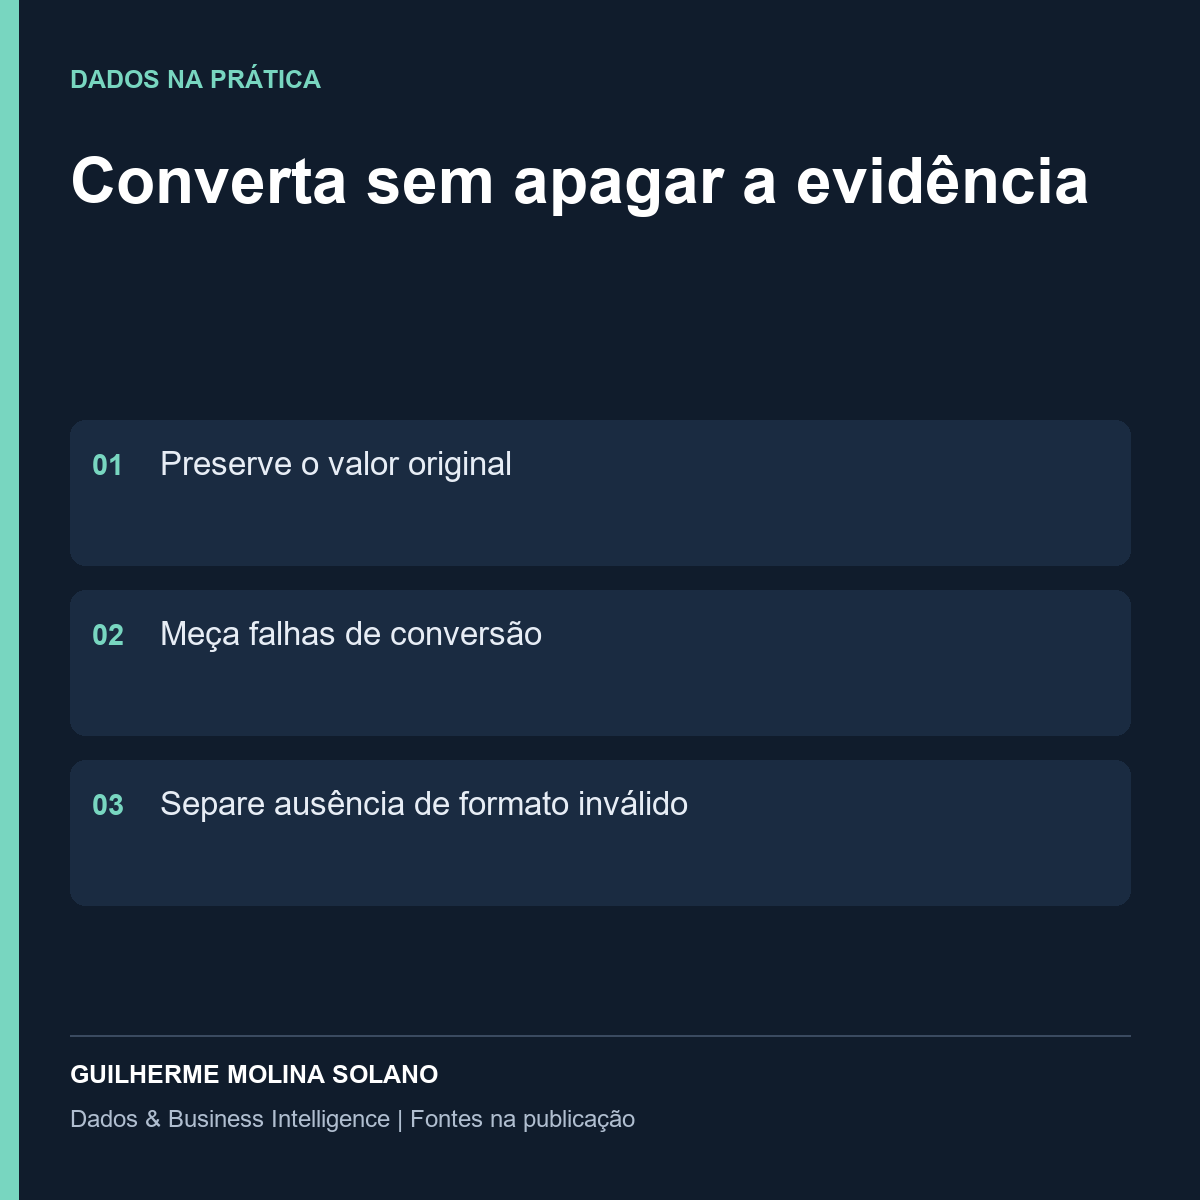 DADOS NA PRÁTICA
Converta sem apagar a evidência
01 Preserve o valor original
02 Meça falhas de conversão
03 Separe ausência de formato inválido
GUILHERME MOLINA SOLANO
Dados & Business Intelligence | Fontes na publicação